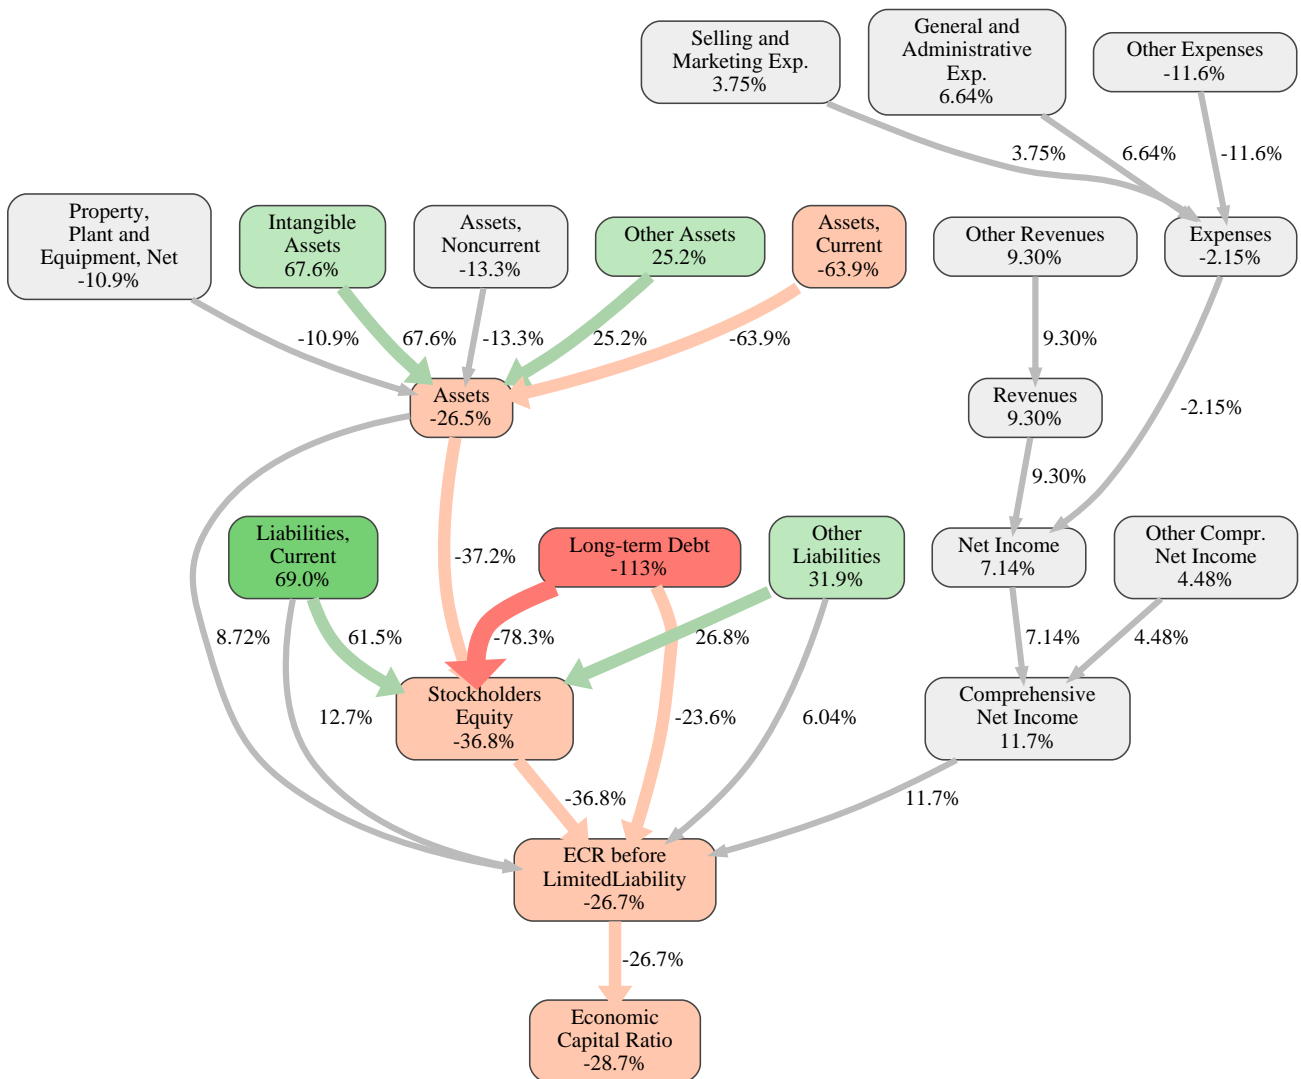 Selling and
Marketing Exp.
3.75%
General and
Administrative
Exp.
6.64%
Other Expenses
-11.6%
3.75%
6.64%
-11.6%
Property,
Plant and
Equipment, Net
-10.9%
Intangible
Assets
67.6%
Assets,
Noncurrent
-13.3%
Other Assets
25.2%
Assets,
Current
-63.9%
Other Revenues
9.30%
Expenses
-2.15%
-10.9%
67.6%
-13.3%
25.2%
-63.9%
9.30%
-2.15%
Assets
-26.5%
Revenues
9.30%
-37.2%
9.30%
Liabilities,
Current
69.0%
Long-term Debt
-113%
Other
Liabilities
31.9%
Net Income
7.14%
Other Compr.
Net Income
4.48%
8.72%
61.5%
-78.3%
26.8%
7.14%
4.48%
Stockholders
Equity
-36.8%
12.7%
-23.6%
6.04%
Comprehensive
Net Income
11.7%
-36.8%
11.7%
ECR before
LimitedLiability
-26.7%
-26.7%
Economic
Capital Ratio
-28.7%